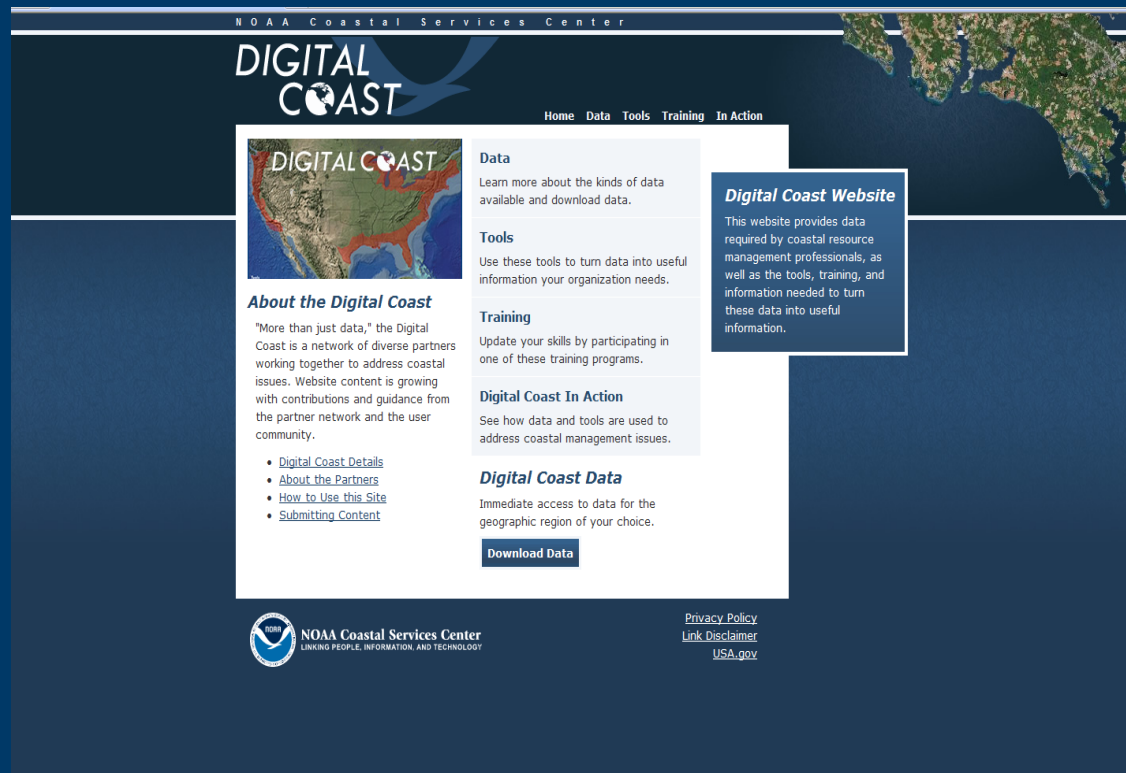 NOAA Coastal Services Center
DIGITAL
COAST
Home Data Tools Training In Action
DIGITAL COAST
About the Digital Coast
"More than just data," the Digital
Coast is a network of diverse partners
working together to address coastal
issues. Website content is growing
with contributions and guidance from
the partner network and the user
community.
• Digital Coast Details
• About the Partners
• How to Use this Site
• Submitting Content
Data
Learn more about the kinds of data
available and download data.
Tools
Use these tools to turn data into useful
information your organization needs.
Training
Update your skills by participating in
one of these training programs.
Digital Coast In Action
See how data and tools are used to
address coastal management issues.
Digital Coast Data
Immediate access to data for the
geographic region of your choice.
Download Data
Digital Coast Website
This website provides data
required by coastal resource
management professionals, as
well as the tools, training, and
information needed to turn
these data into useful
information.
NOAA
NOAA Coastal Services Center
LINKING PEOPLE, INFORMATION, AND TECHNOLOGY
Privacy Policy
Link Disclaimer
USA.gov